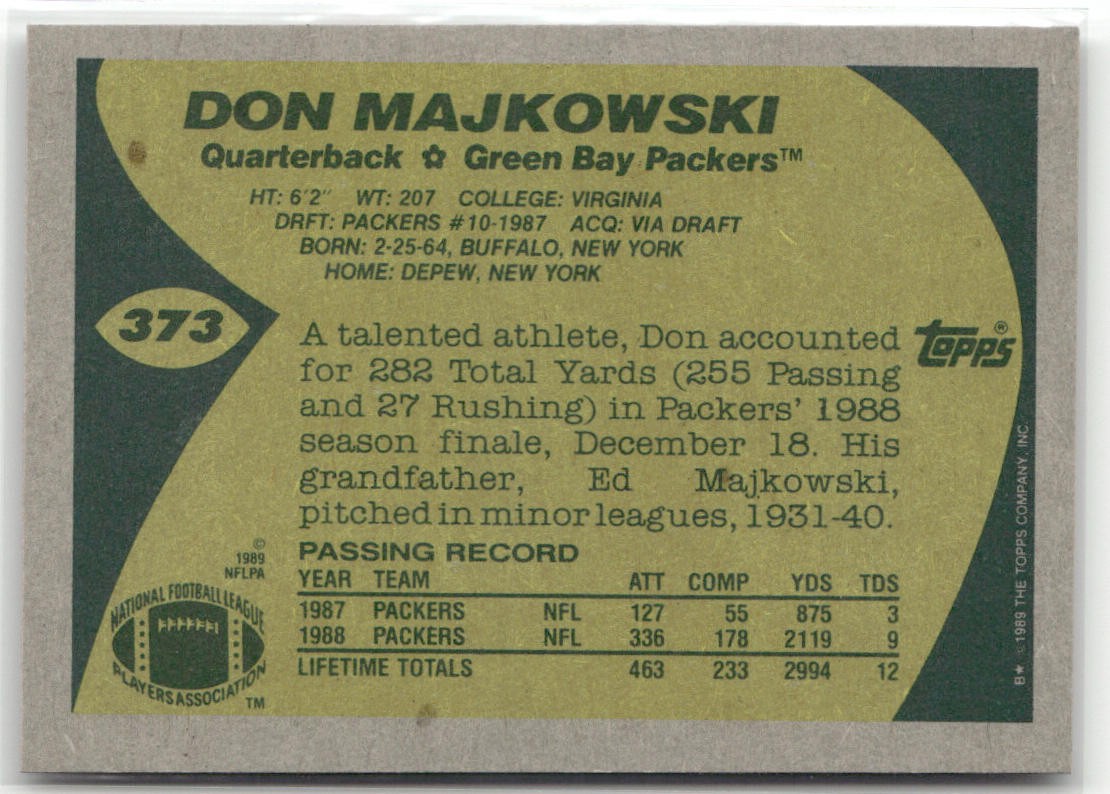 DON MAJKOWSKI
Quarterback ✿ Green Bay Packers™
HT: 6'2" WT: 207 COLLEGE: VIRGINIA
DRFT: PACKERS #10-1987 ACQ: VIA DRAFT
BORN: 2-25-64, BUFFALO, NEW YORK
HOME: DEPEW, NEW YORK
373
A talented athlete, Don accounted
for 282 Total Yards (255 Passing
and 27 Rushing) in Packers' 1988
season finale, December 18. His
grandfather, Ed Majkowski,
pitched in minor leagues, 1931-40.
TOPPS®
PASSING RECORD
YEAR TEAM ATT COMP YDS TDS
1987 PACKERS NFL 127 55 875 3
1988 PACKERS NFL 336 178 2119 9
LIFETIME TOTALS 463 233 2994 12
©
1989
NFLPA
NATIONAL FOOTBALL LEAGUE
PLAYERS ASSOCIATION
TM
B★ © 1989 THE TOPPS COMPANY, INC.